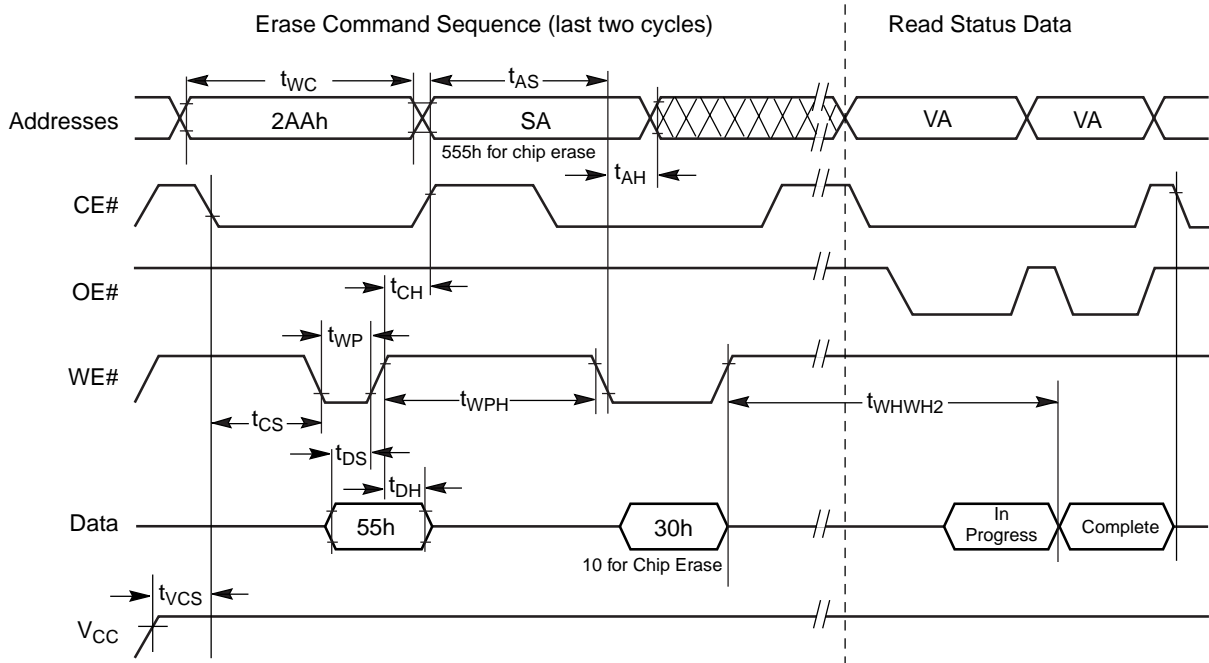 Erase Command Sequence (last two cycles)
Read Status Data
tWC
tAS
Addresses
2AAh
SA
VA
VA
555h for chip erase
tAH
CE#
OE#
tCH
tWP
WE#
tWPH
tWHWH2
tCS
tDS
tDH
Data
55h
30h
In
Progress
Complete
10 for Chip Erase
tVCS
VCC